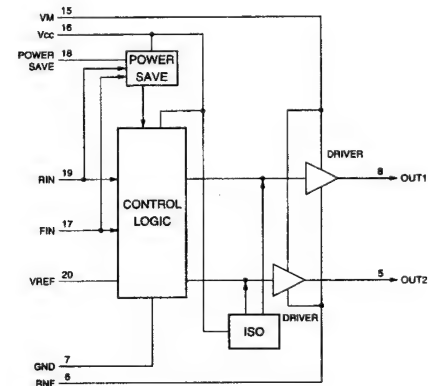 VM 15
Vcc 16
POWER SAVE 18
POWER SAVE
DRIVER
8 OUT1
RIN 19
CONTROL LOGIC
FIN 17
VREF 20
5 OUT2
DRIVER
ISO
GND 7
RNF 6